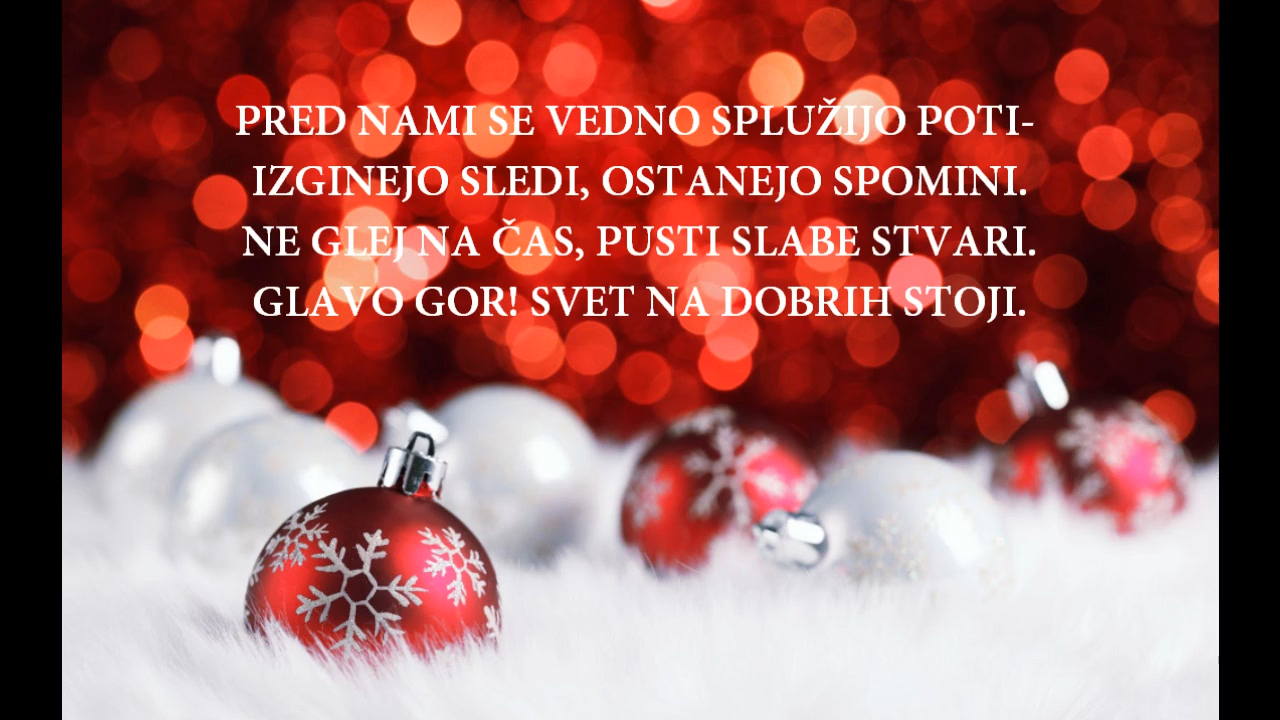 PRED NAMI SE VEDNO SPLUŽIJO POTI-
IZGINEJO SLEDI, OSTANEJO SPOMINI.
NE GLEJ NA ČAS, PUSTI SLABE STVARI.
GLAVO GOR! SVET NA DOBRIH STOJI.